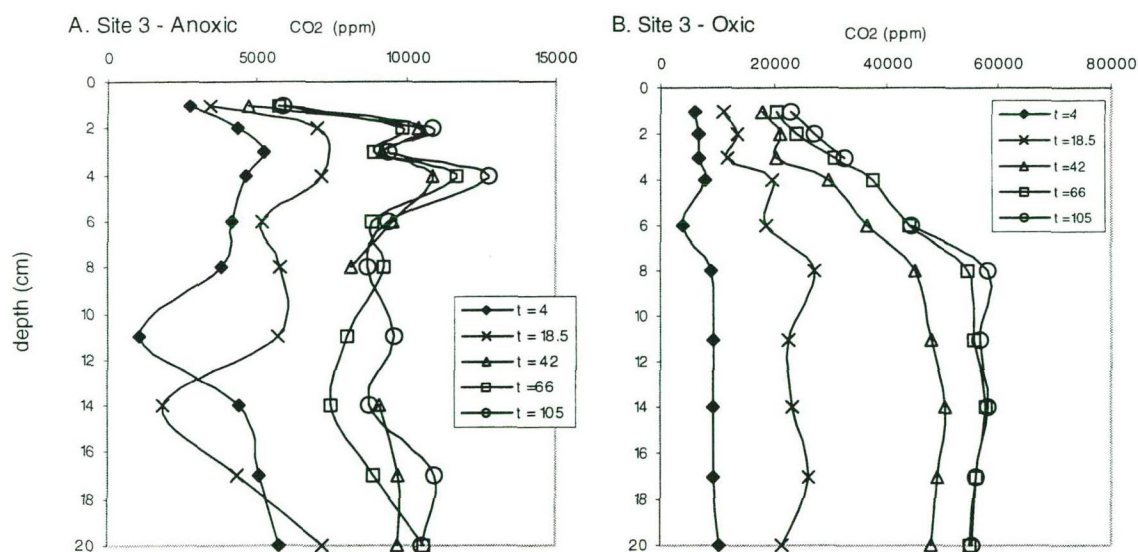 A. Site 3 - Anoxic
CO2 (ppm)
0 5000 10000 15000
0
2
4
6
8
10
12
14
16
18
20
depth (cm)
t = 4
t = 18.5
t = 42
t =66
t = 105
B. Site 3 - Oxic
CO2 (ppm)
0 20000 40000 60000 80000
0
2
4
6
8
10
12
14
16
18
20
t =4
t =18.5
t =42
t =66
t =105